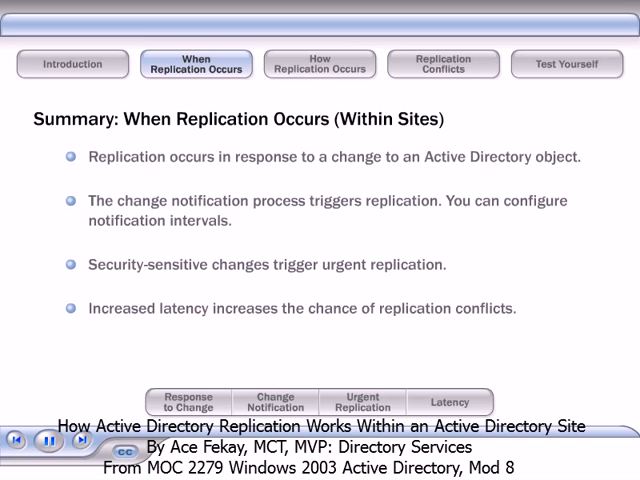 Introduction
When
Replication Occurs
How
Replication Occurs
Replication
Conflicts
Test Yourself
Summary: When Replication Occurs (Within Sites)
Replication occurs in response to a change to an Active Directory object.
The change notification process triggers replication. You can configure
notification intervals.
Security-sensitive changes trigger urgent replication.
Increased latency increases the chance of replication conflicts.
Response
to Change
Change
Notification
Urgent
Replication
Latency
How Active Directory Replication Works Within an Active Directory Site
CC
By Ace Fekay, MCT, MVP: Directory Services
From MOC 2279 Windows 2003 Active Directory, Mod 8